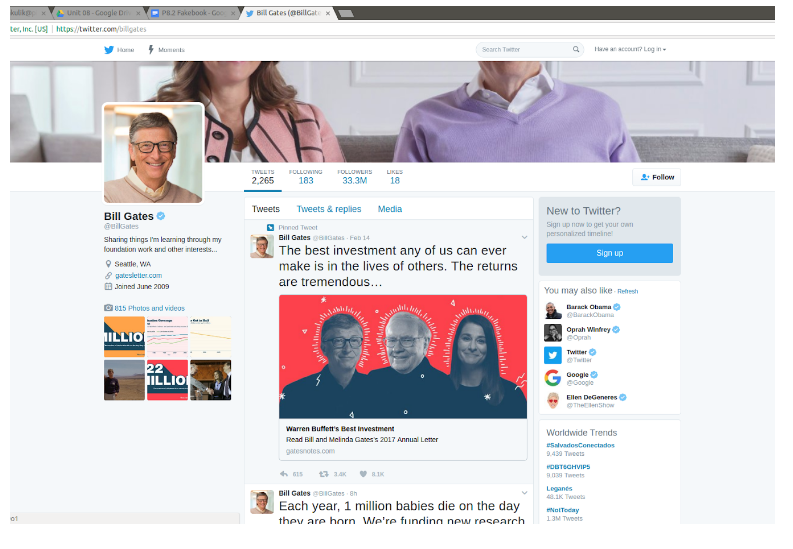 Unit 08 - Google Dri
P8.2 Fakebook - Goo
Bill Gates (@BillGate
ter, Inc. [US] https://twitter.com/billgates
Home Moments
Search Twitter
Have an account? Log in
TWEETS FOLLOWING FOLLOWERS LIKES
2,265 183 33.3M 18
Follow
Bill Gates
@BillGates
Sharing things I'm learning through my
foundation work and other interests...
Seattle, WA
gatesletter.com
Joined June 2009
815 Photos and videos
ILLIO
22
ILLION
Tweets Tweets & replies Media
Pinned Tweet
Bill Gates @BillGates · Feb 14
The best investment any of us can ever
make is in the lives of others. The returns
are tremendous…
Warren Buffett's Best Investment
Read Bill and Melinda Gates's 2017 Annual Letter
gatesnotes.com
815 3.4K 8.1K
Bill Gates @BillGates · 8h
Each year, 1 million babies die on the day
they are born. We're funding new research
New to Twitter?
Sign up now to get your own
personalized timeline!
Sign up
You may also like · Refresh
Barack Obama
@BarackObama
Oprah Winfrey
@Oprah
Twitter
@Twitter
Google
@Google
Ellen DeGeneres
@TheEllenShow
Worldwide Trends
#SalvadosConectados
9,439 Tweets
#DBT6GHVIP5
9,039 Tweets
Leganés
48.1K Tweets
#NotToday
1.3M Tweets